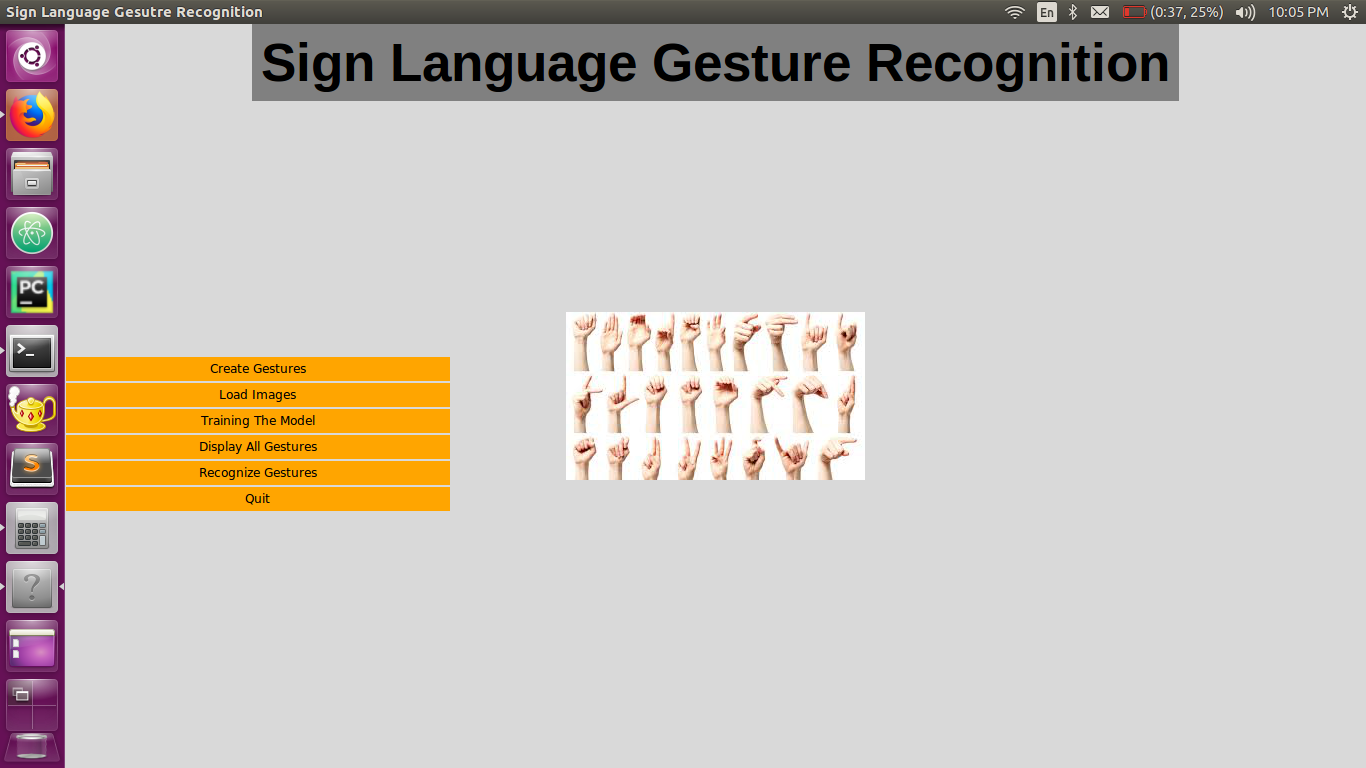 Sign Language Gesutre Recognition
En
(0:37, 25%)
10:05 PM
Sign Language Gesture Recognition
PC
>_
S
?
Create Gestures
Load Images
Training The Model
Display All Gestures
Recognize Gestures
Quit